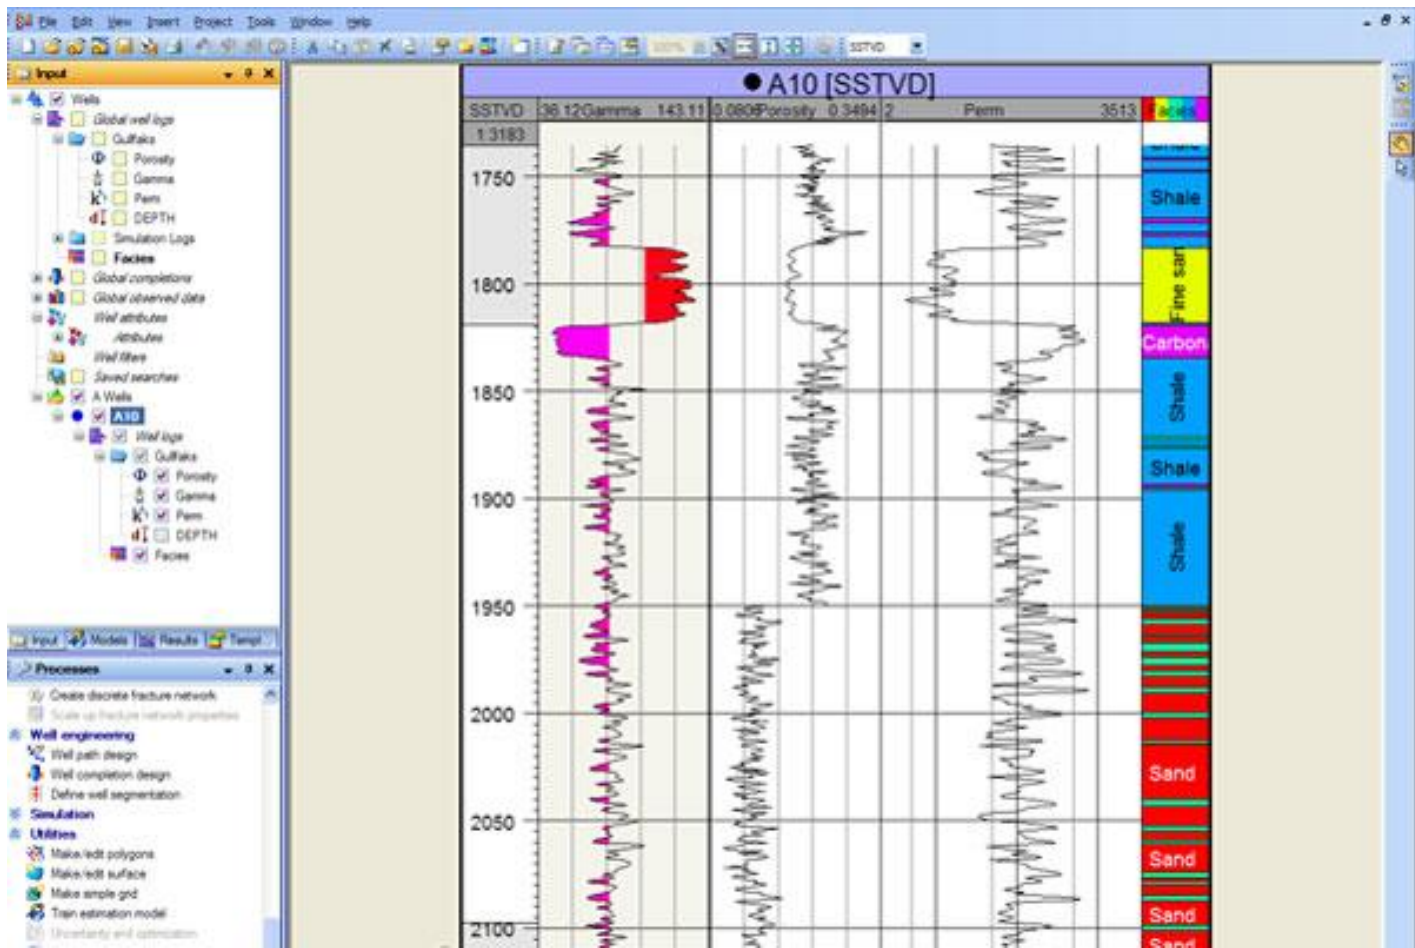 File Edit View Insert Project Tools Window Help
SSTVD
Input
Wells
Global well logs
Gulfaks
Porosity
Gamma
Perm
DEPTH
Simulation Logs
Facies
Global completions
Global observed data
Well attributes
Attributes
Well filters
Saved searches
A Wells
A10
Well logs
Gulfaks
Porosity
Gamma
Perm
DEPTH
Facies
Input Models Results Templ...
Processes
Create discrete fracture network
Scale up fracture network properties
Well engineering
Well path design
Well completion design
Define well segmentation
Simulation
Utilities
Make/edit polygons
Make/edit surface
Make simple grid
Train estimation model
Uncertainty and optimization
A10 [SSTVD]
SSTVD 36.12 Gamma 143.11 0.0806 Porosity 0.3494 2 Perm 3513 Facies
1:3183
1750
1800
1850
1900
1950
2000
2050
2100
Shale
Fine san
Carbon
Shale
Shale
Shale
Sand
Sand
Sand
Sand